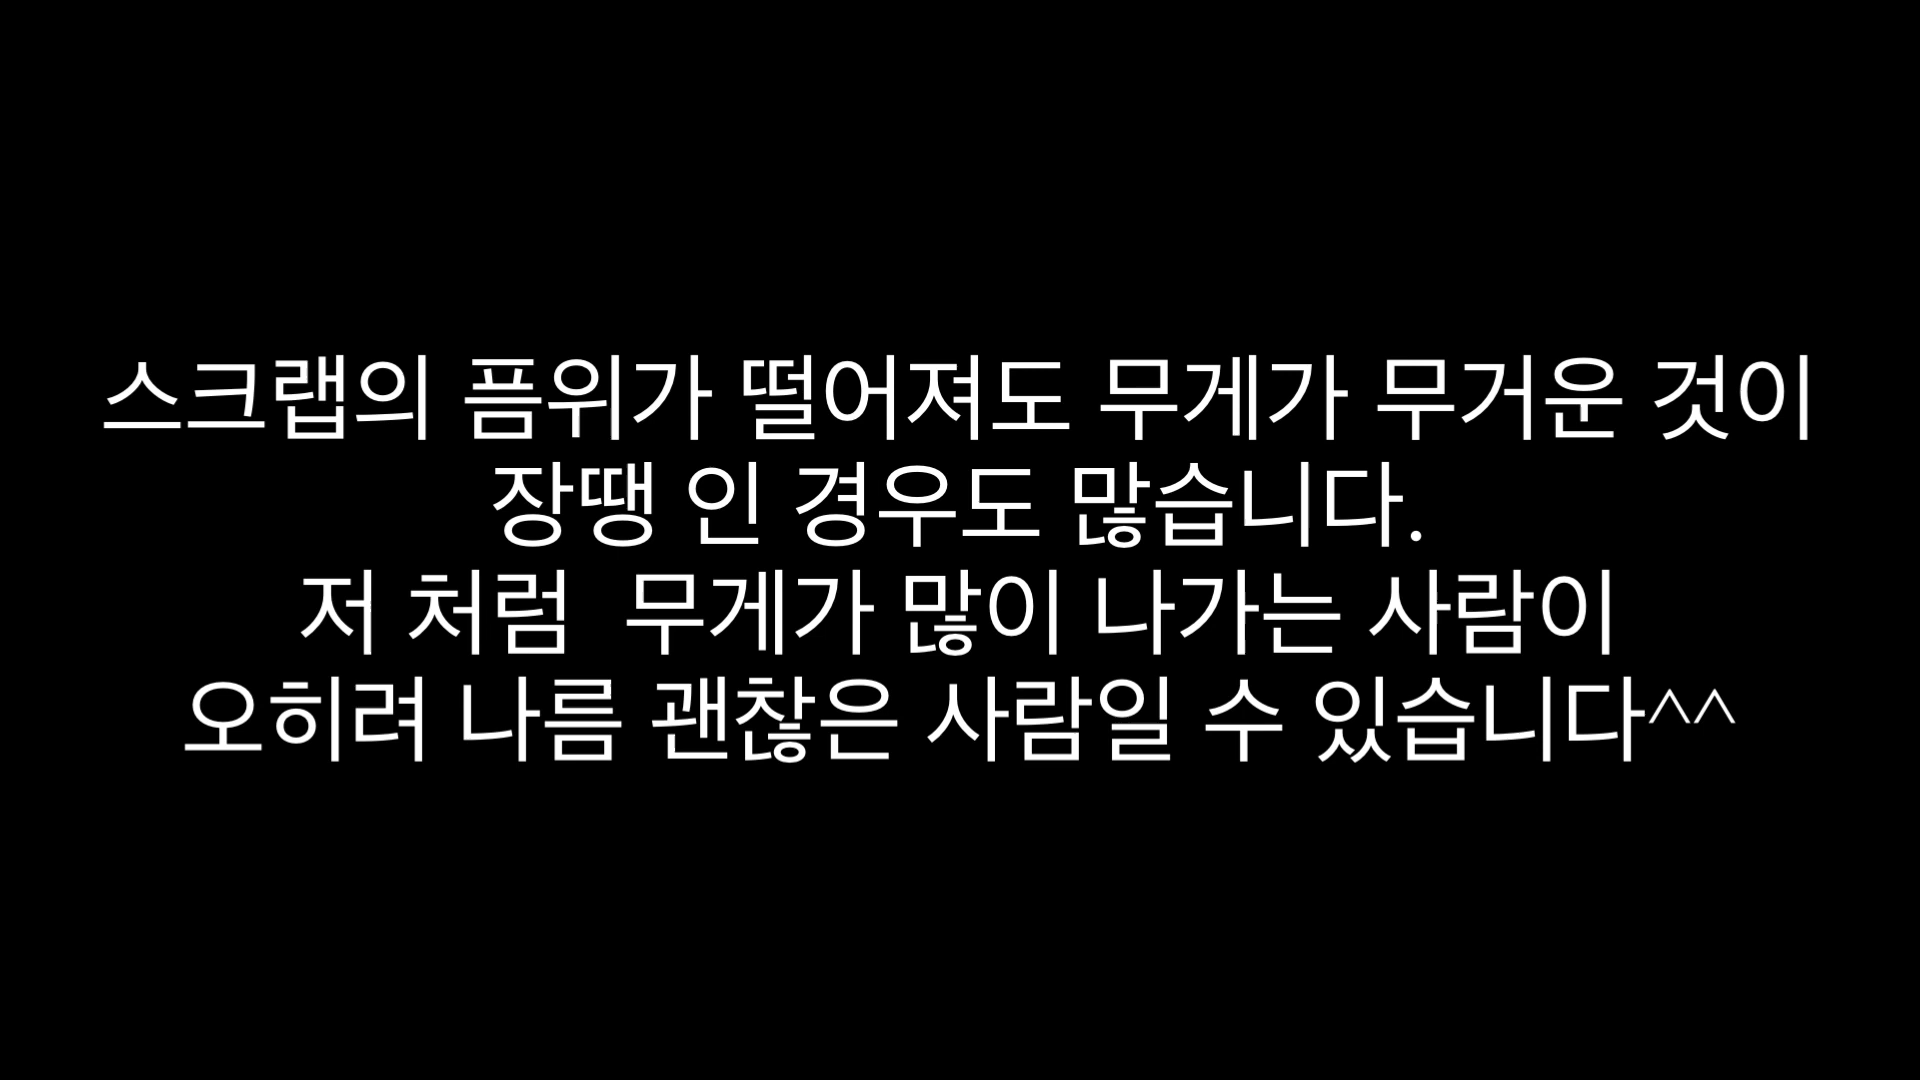 스크랩의 픔위가 떨어져도 무게가 무거운 것이
장땡 인 경우도 많습니다.
저 처럼  무게가 많이 나가는 사람이
오히려 나름 괜찮은 사람일 수 있습니다^^